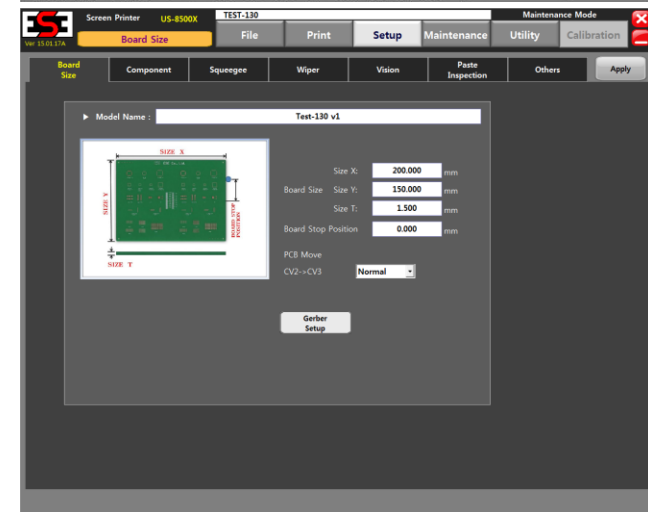 ESE
Ver 15.01.17A
Screen Printer US-8500X
Board Size
TEST-130
Maintenance Mode
File
Print
Setup
Maintenance
Utility
Calibration
Board Size
Component
Squeegee
Wiper
Vision
Paste Inspection
Others
Apply
Model Name :
Test-130 v1
SIZE X
SIZE Y
BOARD STOP POSITION
SIZE T
Size X: 200.000 mm
Board Size Size Y: 150.000 mm
Size T: 1.500 mm
Board Stop Position 0.000 mm
PCB Move
CV2->CV3 Normal
Gerber
Setup